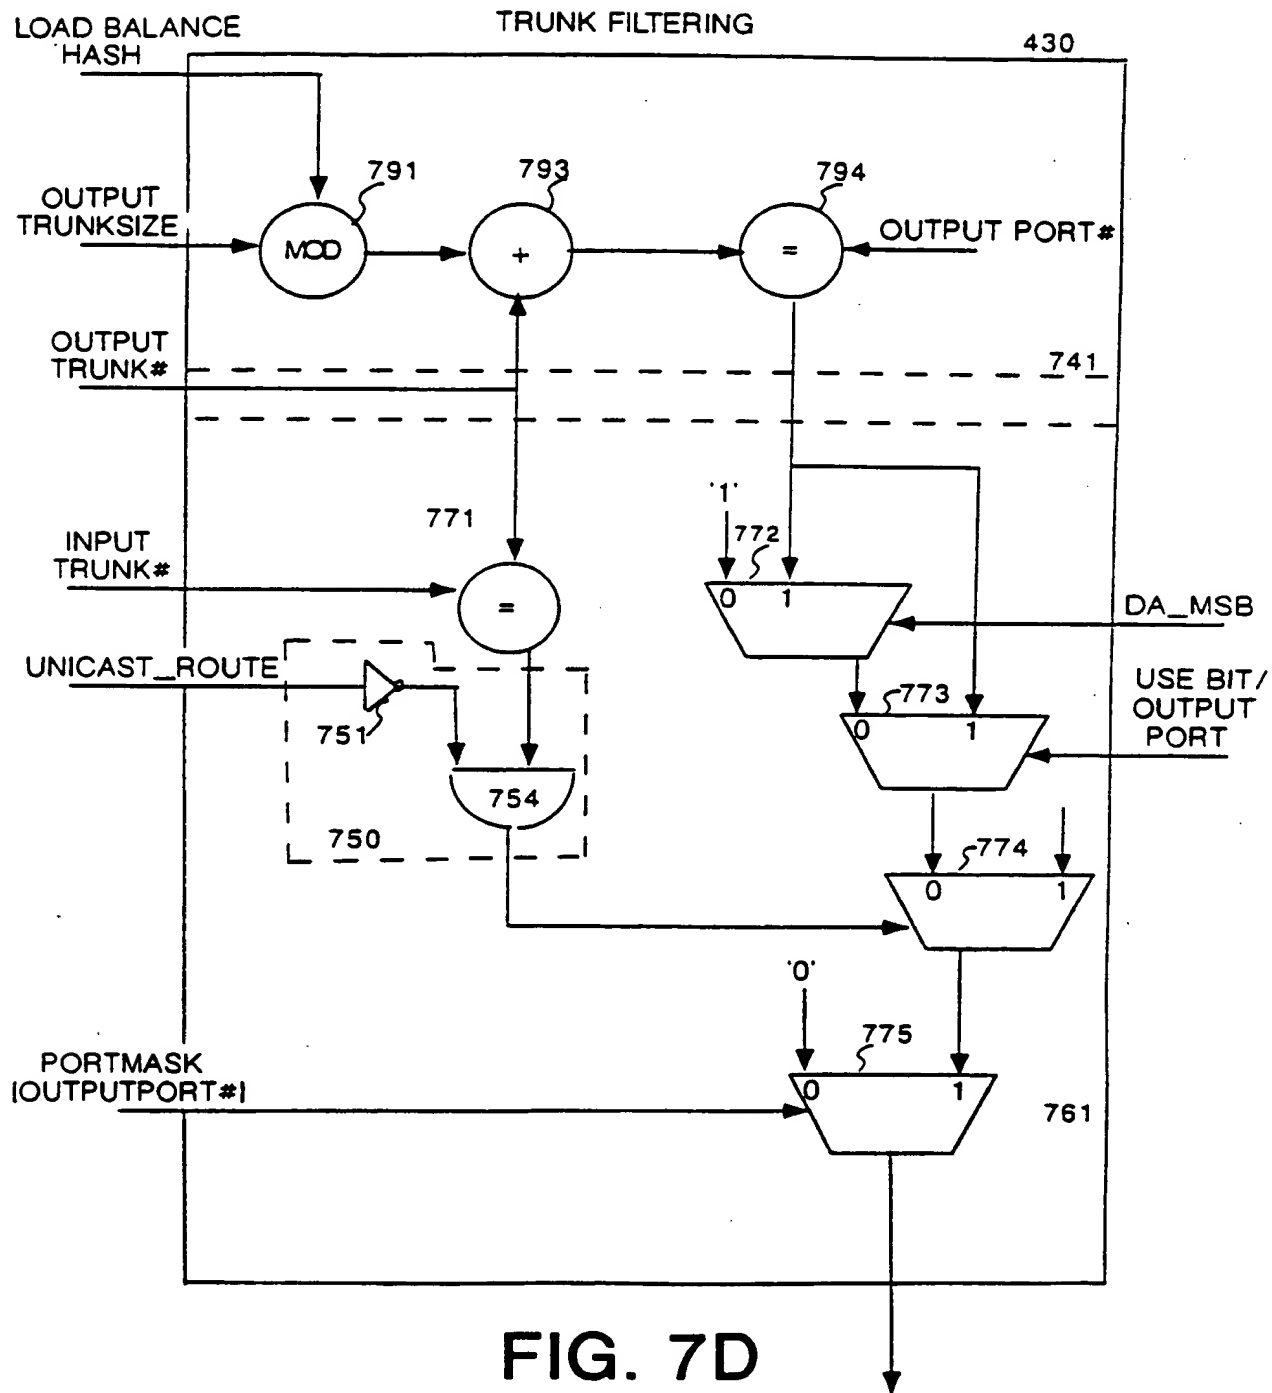 LOAD BALANCE
HASH
TRUNK FILTERING
430
791
793
794
OUTPUT
TRUNKSIZE
MOD
+
=
OUTPUT PORT#
OUTPUT
TRUNK#
741
'1'
771
772
INPUT
TRUNK#
=
0
1
DA_MSB
UNICAST_ROUTE
751
773
0
1
USE BIT/
OUTPUT
PORT
754
750
774
0
1
'0'
775
PORTMASK
[OUTPUTPORT#]
0
1
761
FIG. 7D